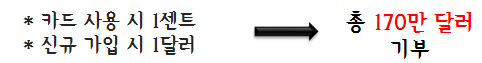 * 카드 사용 시 1센트
* 신규 가입 시 1달러
총 170만 달러
기부